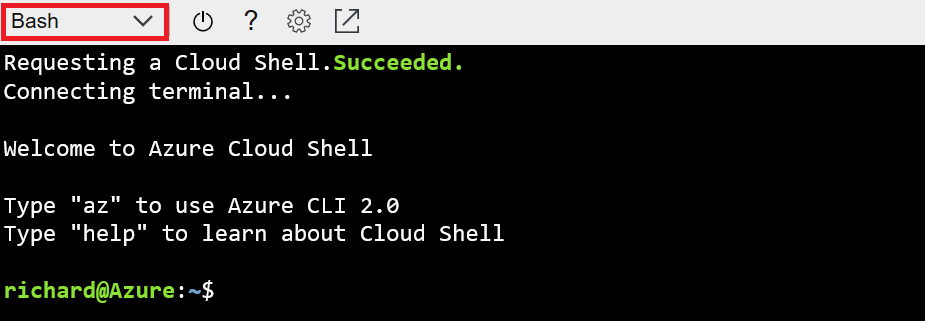 Bash
?
Requesting a Cloud Shell.Succeeded.
Connecting terminal...
Welcome to Azure Cloud Shell
Type "az" to use Azure CLI 2.0
Type "help" to learn about Cloud Shell
richard@Azure:~$